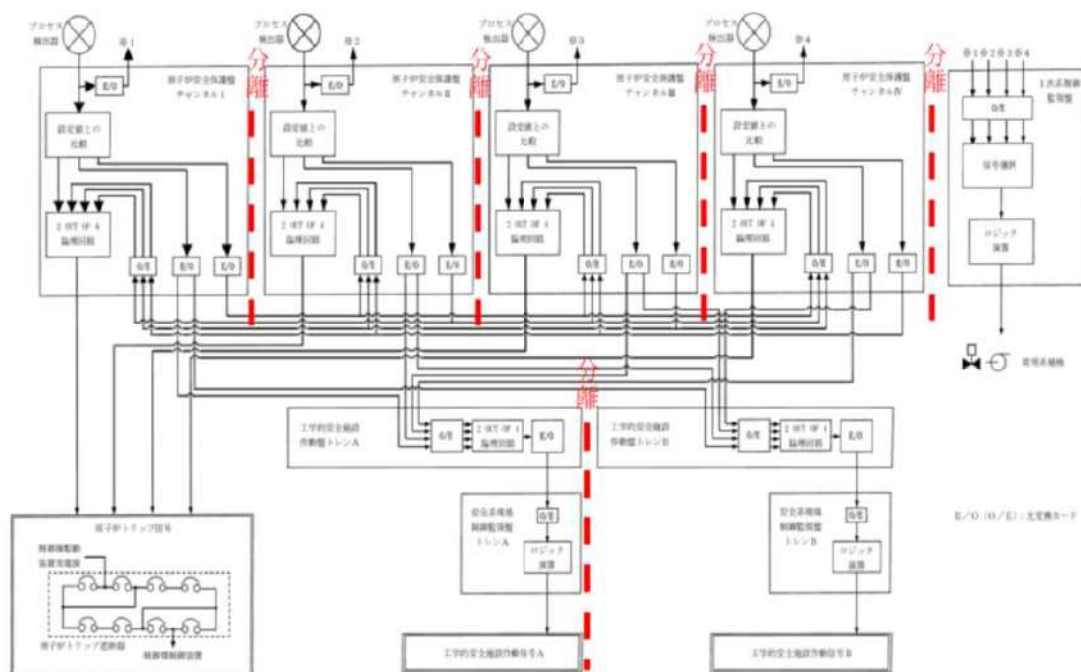 プロセス
検出器
※1
プロセス
検出器
※2
プロセス
検出器
※3
プロセス
検出器
※4
※1※2※3※4
分離
分離
分離
分離
E/O
原子炉安全保護盤
チャンネルⅠ
E/O
原子炉安全保護盤
チャンネルⅡ
E/O
原子炉安全保護盤
チャンネルⅢ
E/O
原子炉安全保護盤
チャンネルⅣ
1次系制御
監視盤
O/E
設定値との
比較
設定値との
比較
設定値との
比較
設定値との
比較
信号選択
2 OUT OF 4
論理回路
2 OUT OF 4
論理回路
2 OUT OF 4
論理回路
2 OUT OF 4
論理回路
ロジック
演算
O/E
E/O
E/O
O/E
E/O
E/O
O/E
E/O
E/O
O/E
E/O
E/O
常用系補機
分離
工学的安全施設
作動盤トレンA
O/E
2 OUT OF 4
論理回路
E/O
工学的安全施設
作動盤トレンB
O/E
2 OUT OF 4
論理回路
E/O
安全系現場
制御監視盤
トレンA
O/E
ロジック
演算
安全系現場
制御監視盤
トレンB
O/E
ロジック
演算
E/O(O/E):光変換カード
原子炉トリップ信号
制御棒駆動
装置用電源
原子炉トリップ遮断器
制御棒制御装置
工学的安全施設作動信号A
工学的安全施設作動信号B